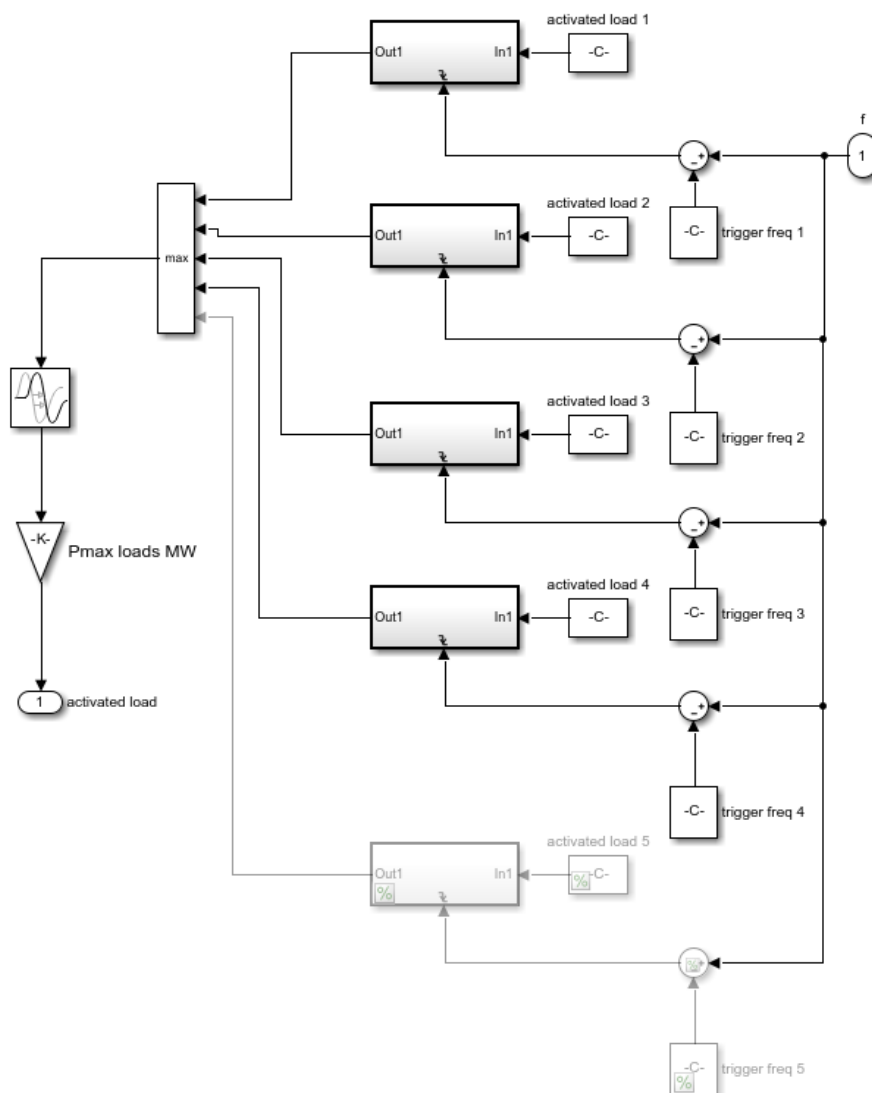 activated load 1
Out1
In1
-C-
f
1
-
+
activated load 2
-C-
trigger freq 1
Out1
In1
-C-
max
-
+
activated load 3
-C-
trigger freq 2
Out1
In1
-C-
-K-
Pmax loads MW
-
+
activated load 4
-C-
trigger freq 3
Out1
In1
-C-
1
activated load
-
+
-C-
trigger freq 4
activated load 5
Out1
In1
-C-
%
%
+
-C-
trigger freq 5
%